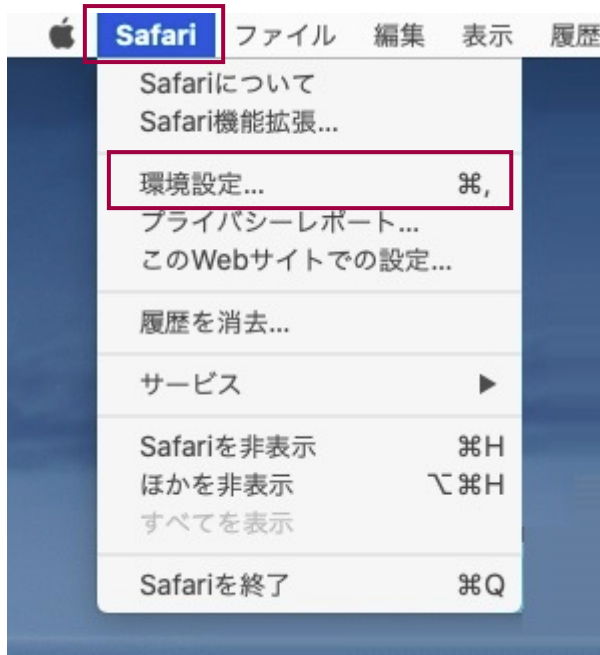 Safari ファイル 編集 表示 履歴
Safariについて
Safari機能拡張...
環境設定... ⌘,
プライバシーレポート...
このWebサイトでの設定...
履歴を消去...
サービス ▶
Safariを非表示 ⌘H
ほかを非表示 ⌥⌘H
すべてを表示
Safariを終了 ⌘Q